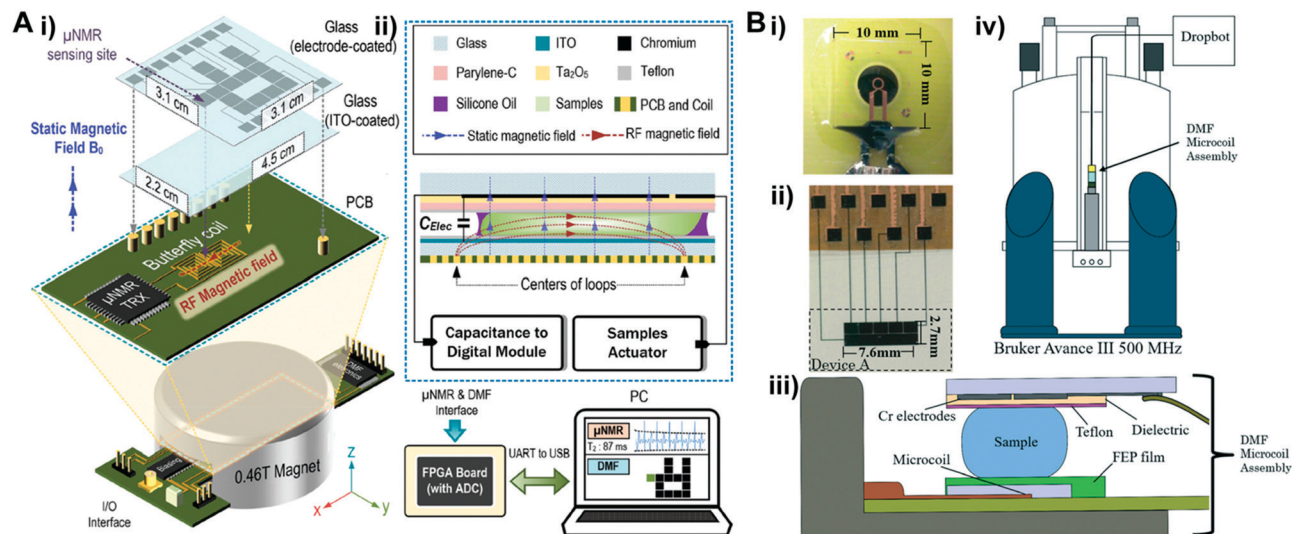 A i)
μNMR
sensing site
Glass
(electrode-coated)
3.1 cm
3.1 cm
Glass
(ITO-coated)
Static Magnetic
Field B₀
2.2 cm
4.5 cm
PCB
Butterfly coil
RF Magnetic field
μNMR
TRX
DMF
electronics
Biasing
0.46T Magnet
I/O
Interface
z
x
y
ii)
Glass
ITO
Chromium
Parylene-C
Ta₂O₅
Teflon
Silicone Oil
Samples
PCB and Coil
Static magnetic field
RF magnetic field
C_Elec
Centers of loops
Capacitance to
Digital Module
Samples
Actuator
μNMR & DMF
Interface
PC
FPGA Board
(with ADC)
UART to USB
μNMR
T₂ : 87 ms
DMF
B i)
10 mm
10 mm
ii)
2.7mm
7.6mm
Device A
iv)
Dropbot
DMF
Microcoil
Assembly
Bruker Avance III 500 MHz
iii)
Cr electrodes
Teflon
Dielectric
Sample
Microcoil
FEP film
DMF
Microcoil
Assembly